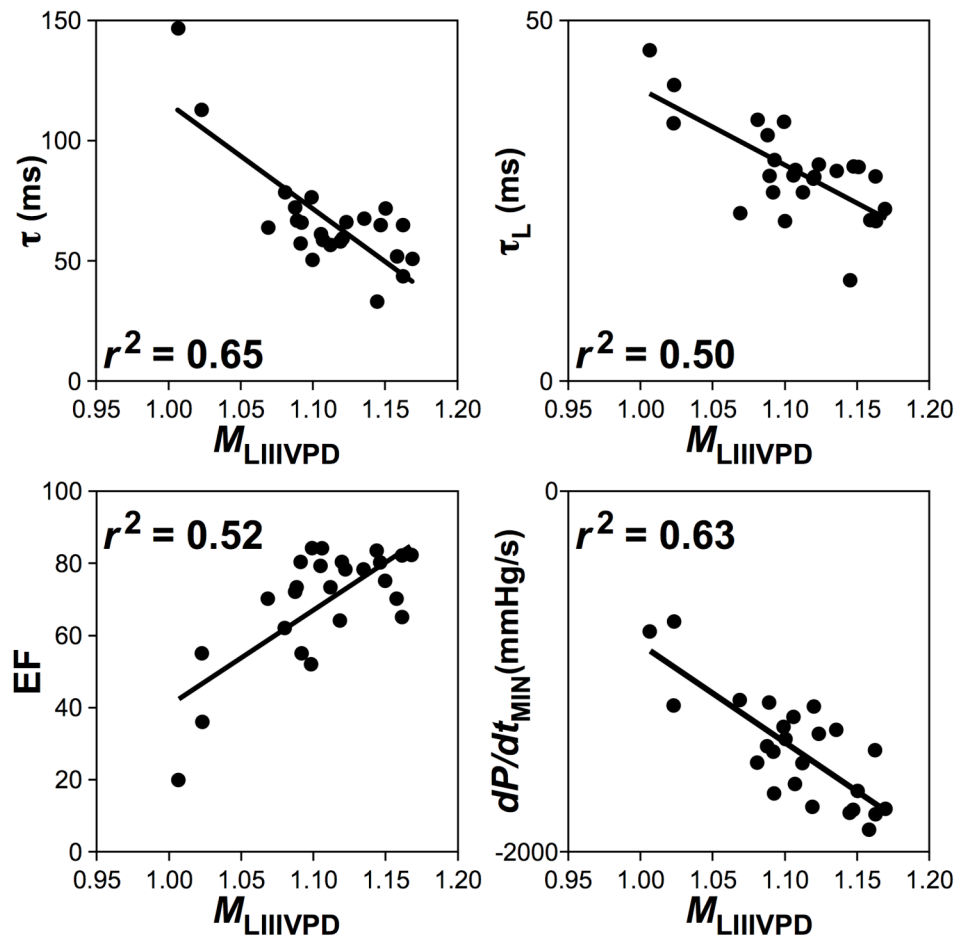 150
100
50
0
τ (ms)
r² = 0.65
0.95 1.00 1.05 1.10 1.15 1.20
M_LIIIVPD
50
0
τ_L (ms)
r² = 0.50
0.95 1.00 1.05 1.10 1.15 1.20
M_LIIIVPD
100
80
60
40
20
0
EF
r² = 0.52
0.95 1.00 1.05 1.10 1.15 1.20
M_LIIIVPD
0
-2000
dP/dt_MIN(mmHg/s)
r² = 0.63
0.95 1.00 1.05 1.10 1.15 1.20
M_LIIIVPD